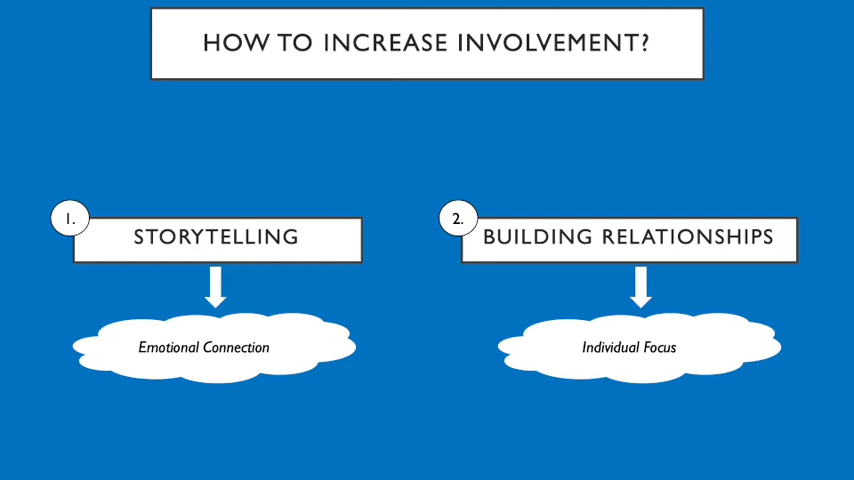 HOW TO INCREASE INVOLVEMENT?
1.
STORYTELLING
Emotional Connection
2.
BUILDING RELATIONSHIPS
Individual Focus